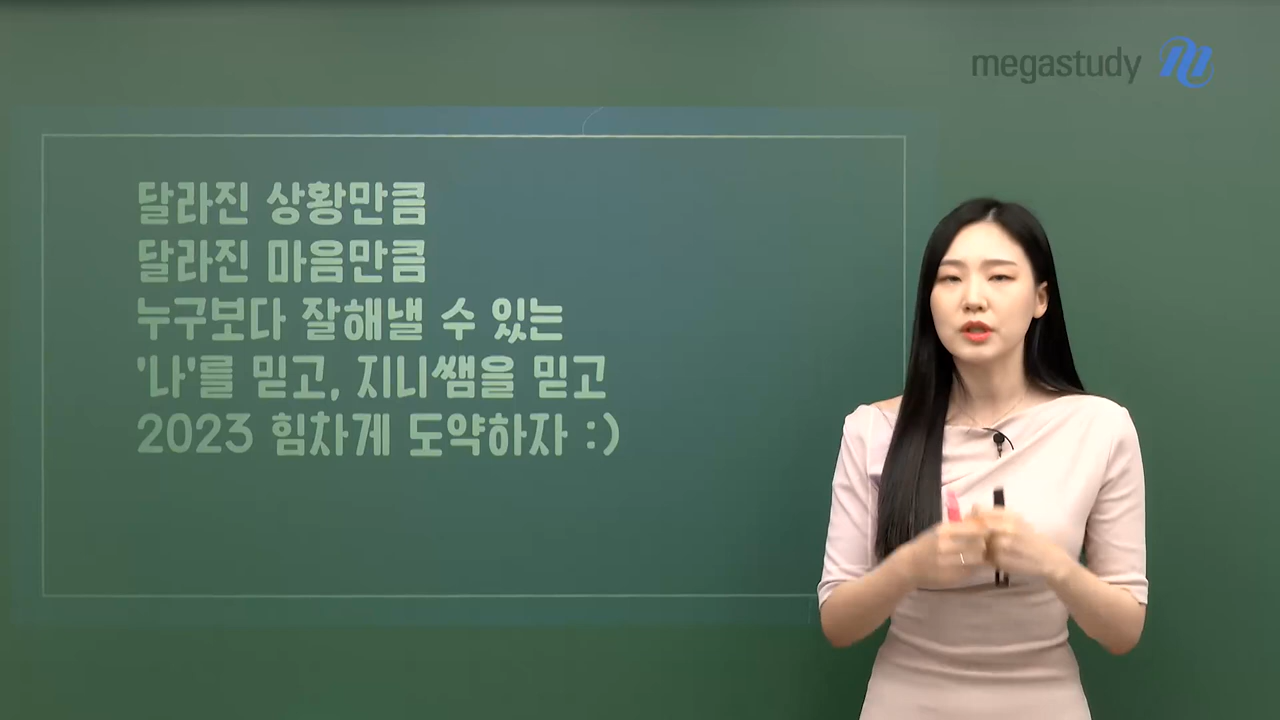 megastudy
달라진 상황만큼
달라진 마음만큼
누구보다 잘해낼 수 있는
'나'를 믿고, 지니쌤을 믿고
2023 힘차게 도약하자 :)